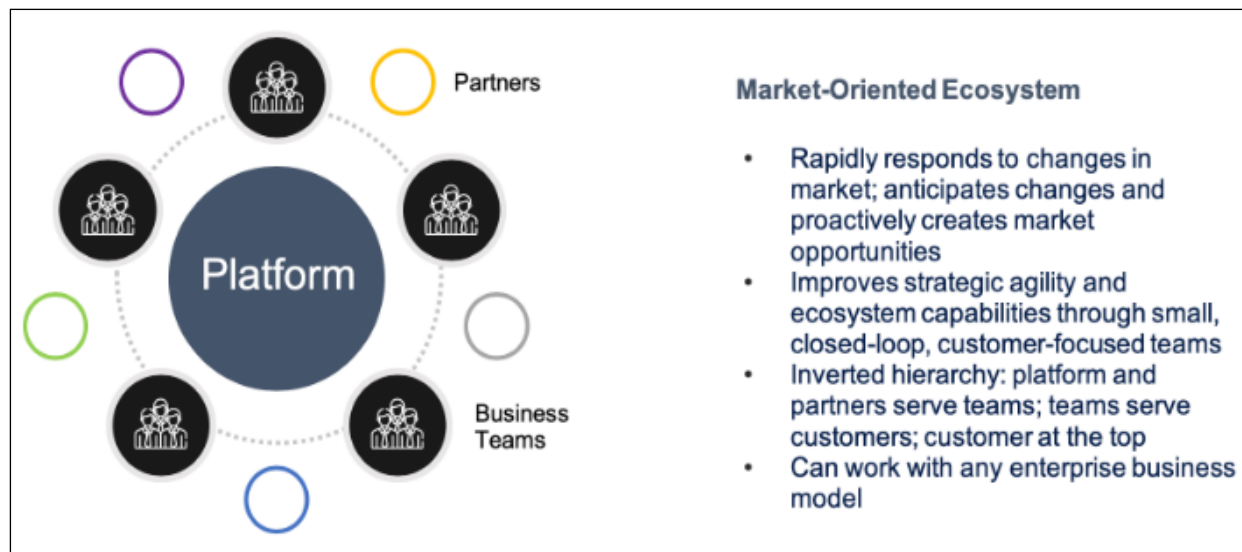 Partners
Platform
Business
Teams
Market-Oriented Ecosystem
• Rapidly responds to changes in
market; anticipates changes and
proactively creates market
opportunities
• Improves strategic agility and
ecosystem capabilities through small,
closed-loop, customer-focused teams
• Inverted hierarchy: platform and
partners serve teams; teams serve
customers; customer at the top
• Can work with any enterprise business
model